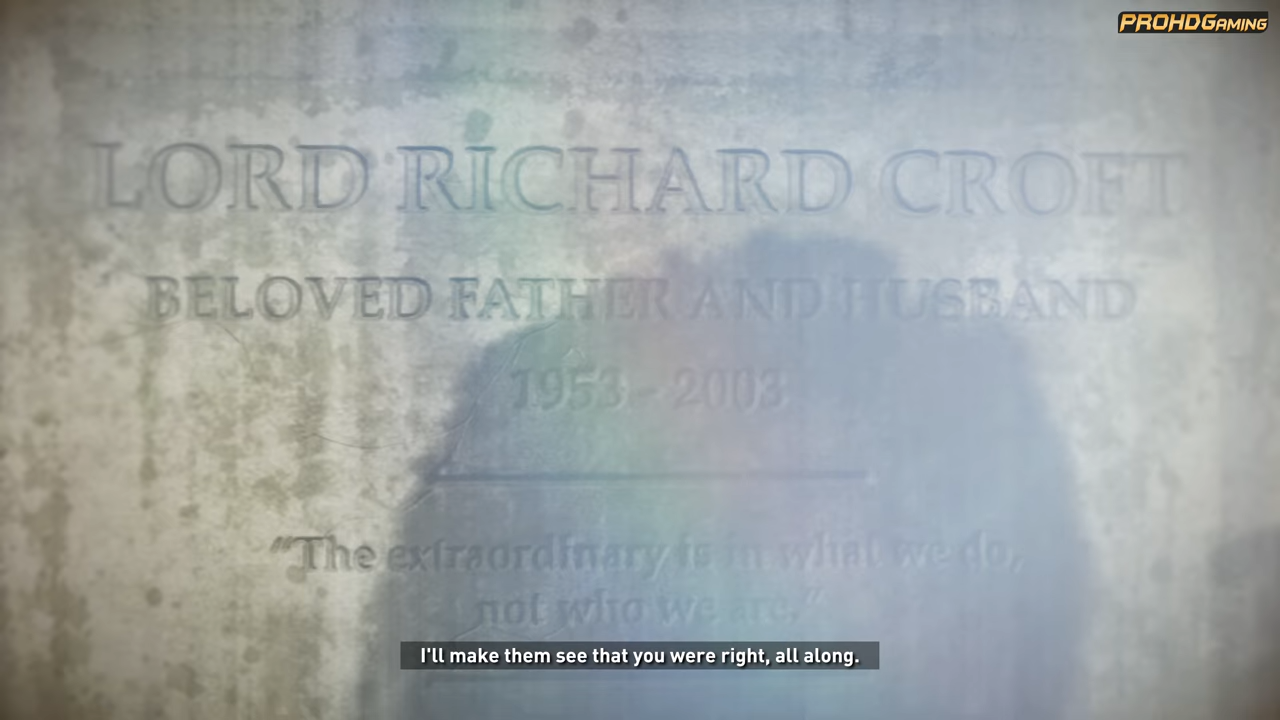 PROHDGAMING
LORD RICHARD CROFT
BELOVED FATHER AND HUSBAND
1953 - 2003
"The extraordinary is in what we do,
not who we are."
I'll make them see that you were right, all along.